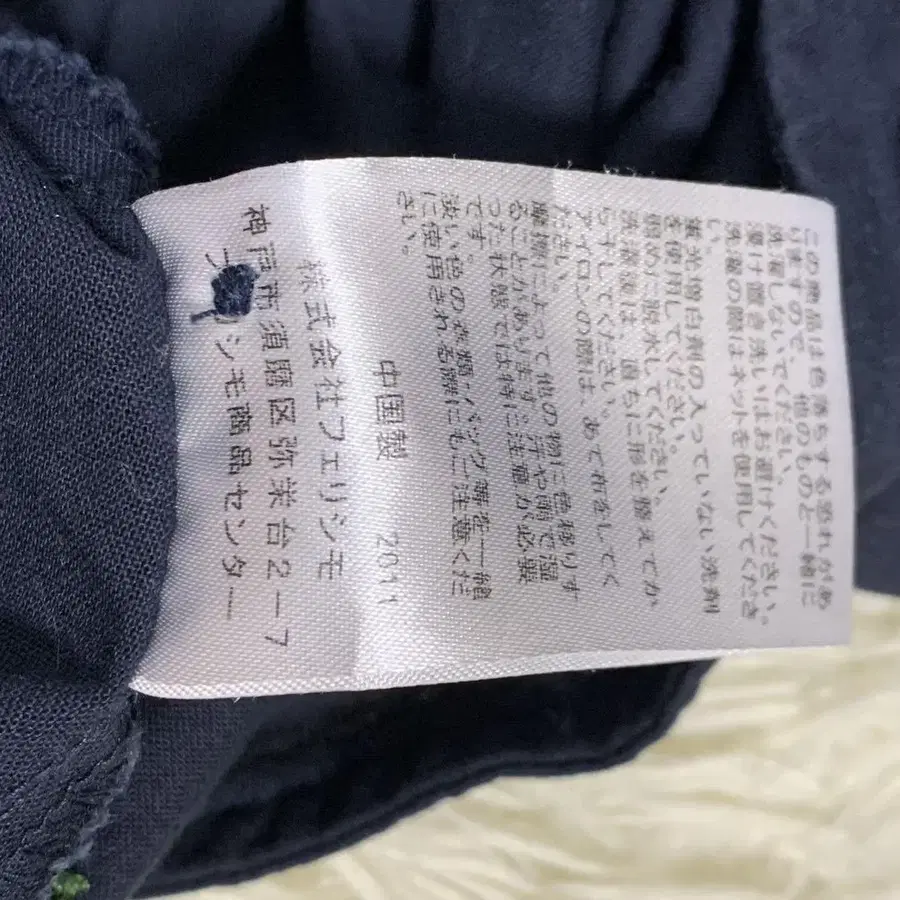 この商品は色落ちする恐れがあ
りますので、他のものと一緒に
洗濯しないでください。
漬け置き洗いはお避けください。
洗濯の際はネットを使用してくださ
い。
蛍光増白剤の入っていない洗剤
を使用してください。
弱めに脱水してください。
洗濯後は、直ちに形を整えてか
ら干してください。
アイロンの際は、あて布をしてく
ださい。
摩擦によって他の物に色移りす
ることがあります汗や雨で湿
った状態では特に注意が必要
です。
淡い色の衣類・バッグ等を一緒
に使用される際にもご注意くだ
さい。
中国製 2011
株式会社フェリシモ
神戸市須磨区弥栄台2-7
フ シモ商品センター